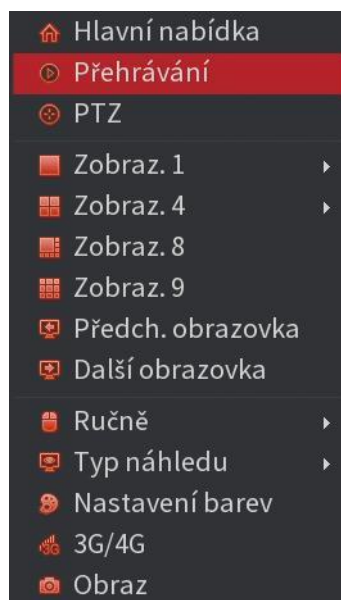 Hlavní nabídka
Přehrávání
PTZ
Zobraz. 1
Zobraz. 4
Zobraz. 8
Zobraz. 9
Předch. obrazovka
Další obrazovka
Ručně
Typ náhledu
Nastavení barev
3G 3G/4G
Obraz